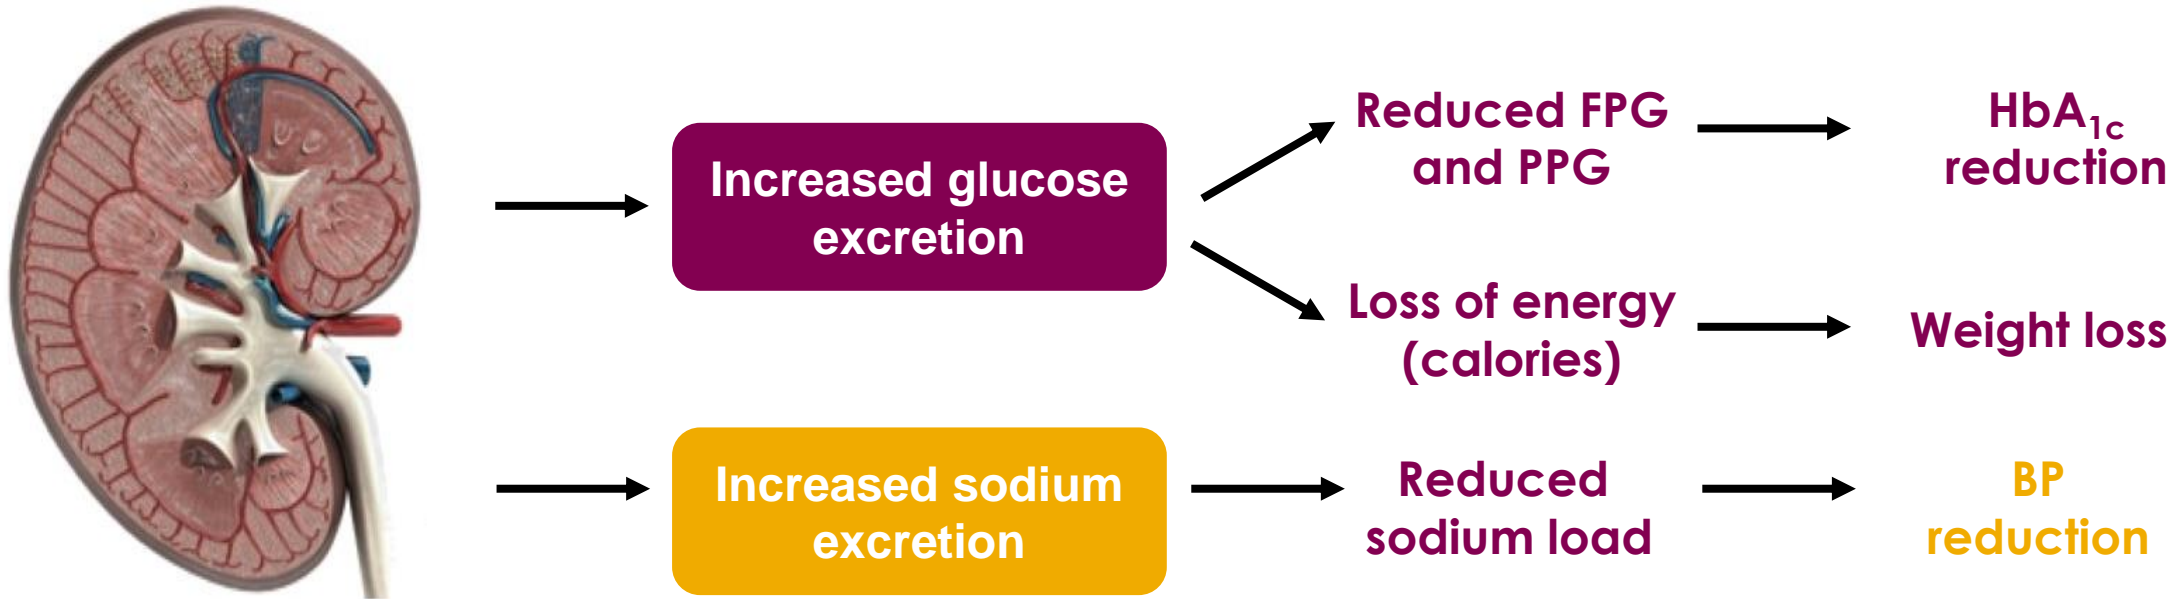 Increased glucose
excretion
Reduced FPG
and PPG
HbA1c
reduction
Loss of energy
(calories)
Weight loss
Increased sodium
excretion
Reduced
sodium load
BP
reduction